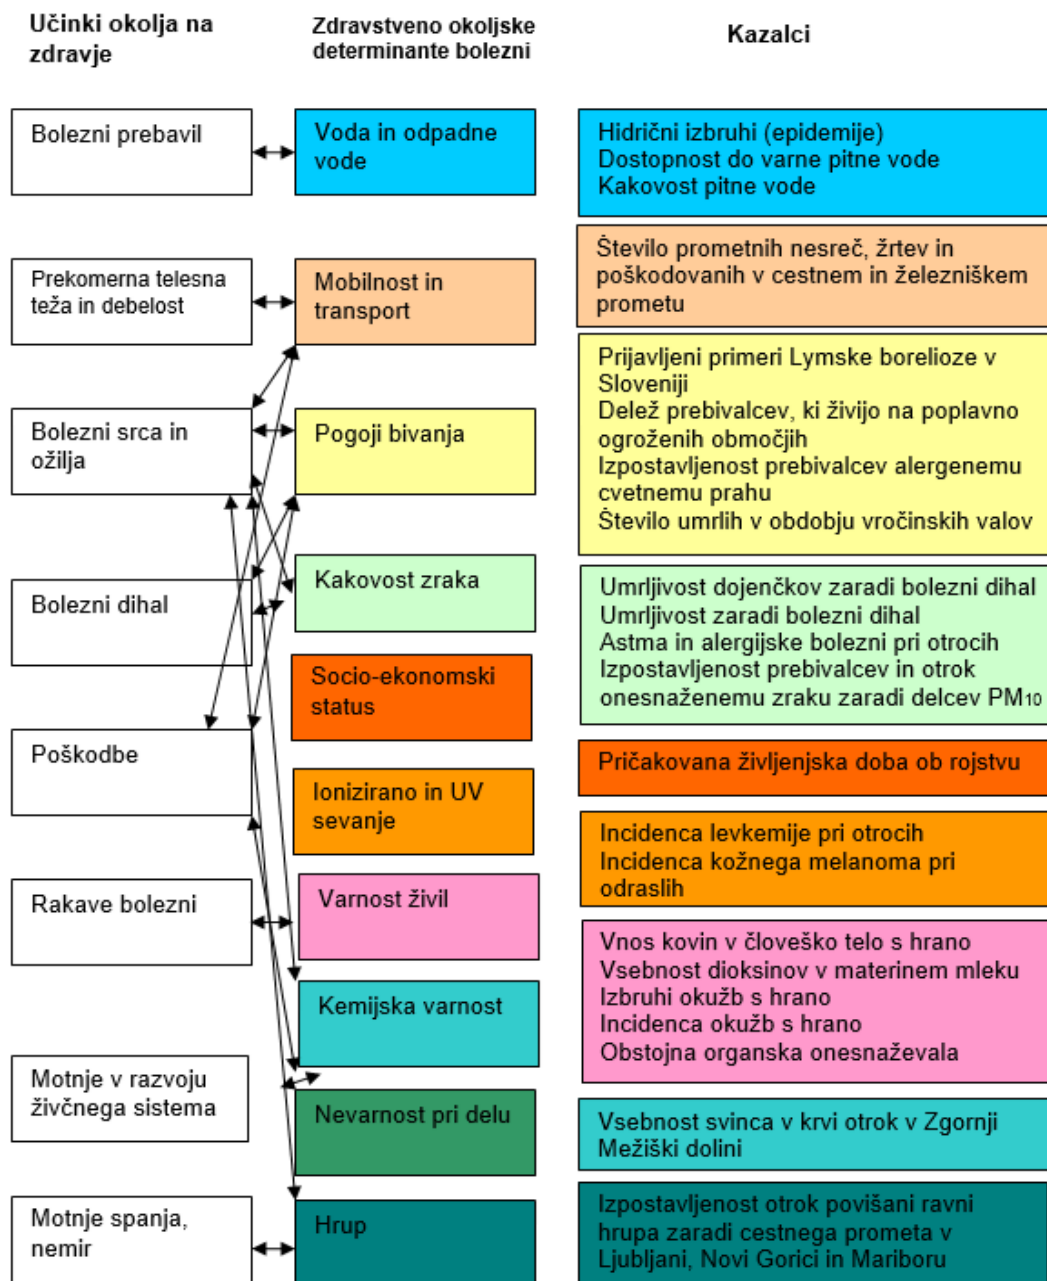 Učinki okolja na
zdravje
Zdravstveno okoljske
determinante bolezni
Kazalci
Bolezni prebavil
Voda in odpadne
vode
Hidrični izbruhi (epidemije)
Dostopnost do varne pitne vode
Kakovost pitne vode
Prekomerna telesna
teža in debelost
Mobilnost in
transport
Število prometnih nesreč, žrtev in
poškodovanih v cestnem in železniškem
prometu
Bolezni srca in
ožilja
Pogoji bivanja
Prijavljeni primeri Lymske borelioze v
Sloveniji
Delež prebivalcev, ki živijo na poplavno
ogroženih območjih
Izpostavljenost prebivalcev alergenemu
cvetnemu prahu
Število umrlih v obdobju vročinskih valov
Bolezni dihal
Kakovost zraka
Umrljivost dojenčkov zaradi bolezni dihal
Umrljivost zaradi bolezni dihal
Astma in alergijske bolezni pri otrocih
Izpostavljenost prebivalcev in otrok
onesnaženemu zraku zaradi delcev PM10
Socio-ekonomski
status
Pričakovana življenjska doba ob rojstvu
Poškodbe
Ionizirano in UV
sevanje
Incidenca levkemije pri otrocih
Incidenca kožnega melanoma pri
odraslih
Rakave bolezni
Varnost živil
Vnos kovin v človeško telo s hrano
Vsebnost dioksinov v materinem mleku
Izbruhi okužb s hrano
Incidenca okužb s hrano
Obstojna organska onesnaževala
Kemijska varnost
Motnje v razvoju
živčnega sistema
Nevarnost pri delu
Vsebnost svinca v krvi otrok v Zgornji
Mežiški dolini
Motnje spanja,
nemir
Hrup
Izpostavljenost otrok povišani ravni
hrupa zaradi cestnega prometa v
Ljubljani, Novi Gorici in Mariboru